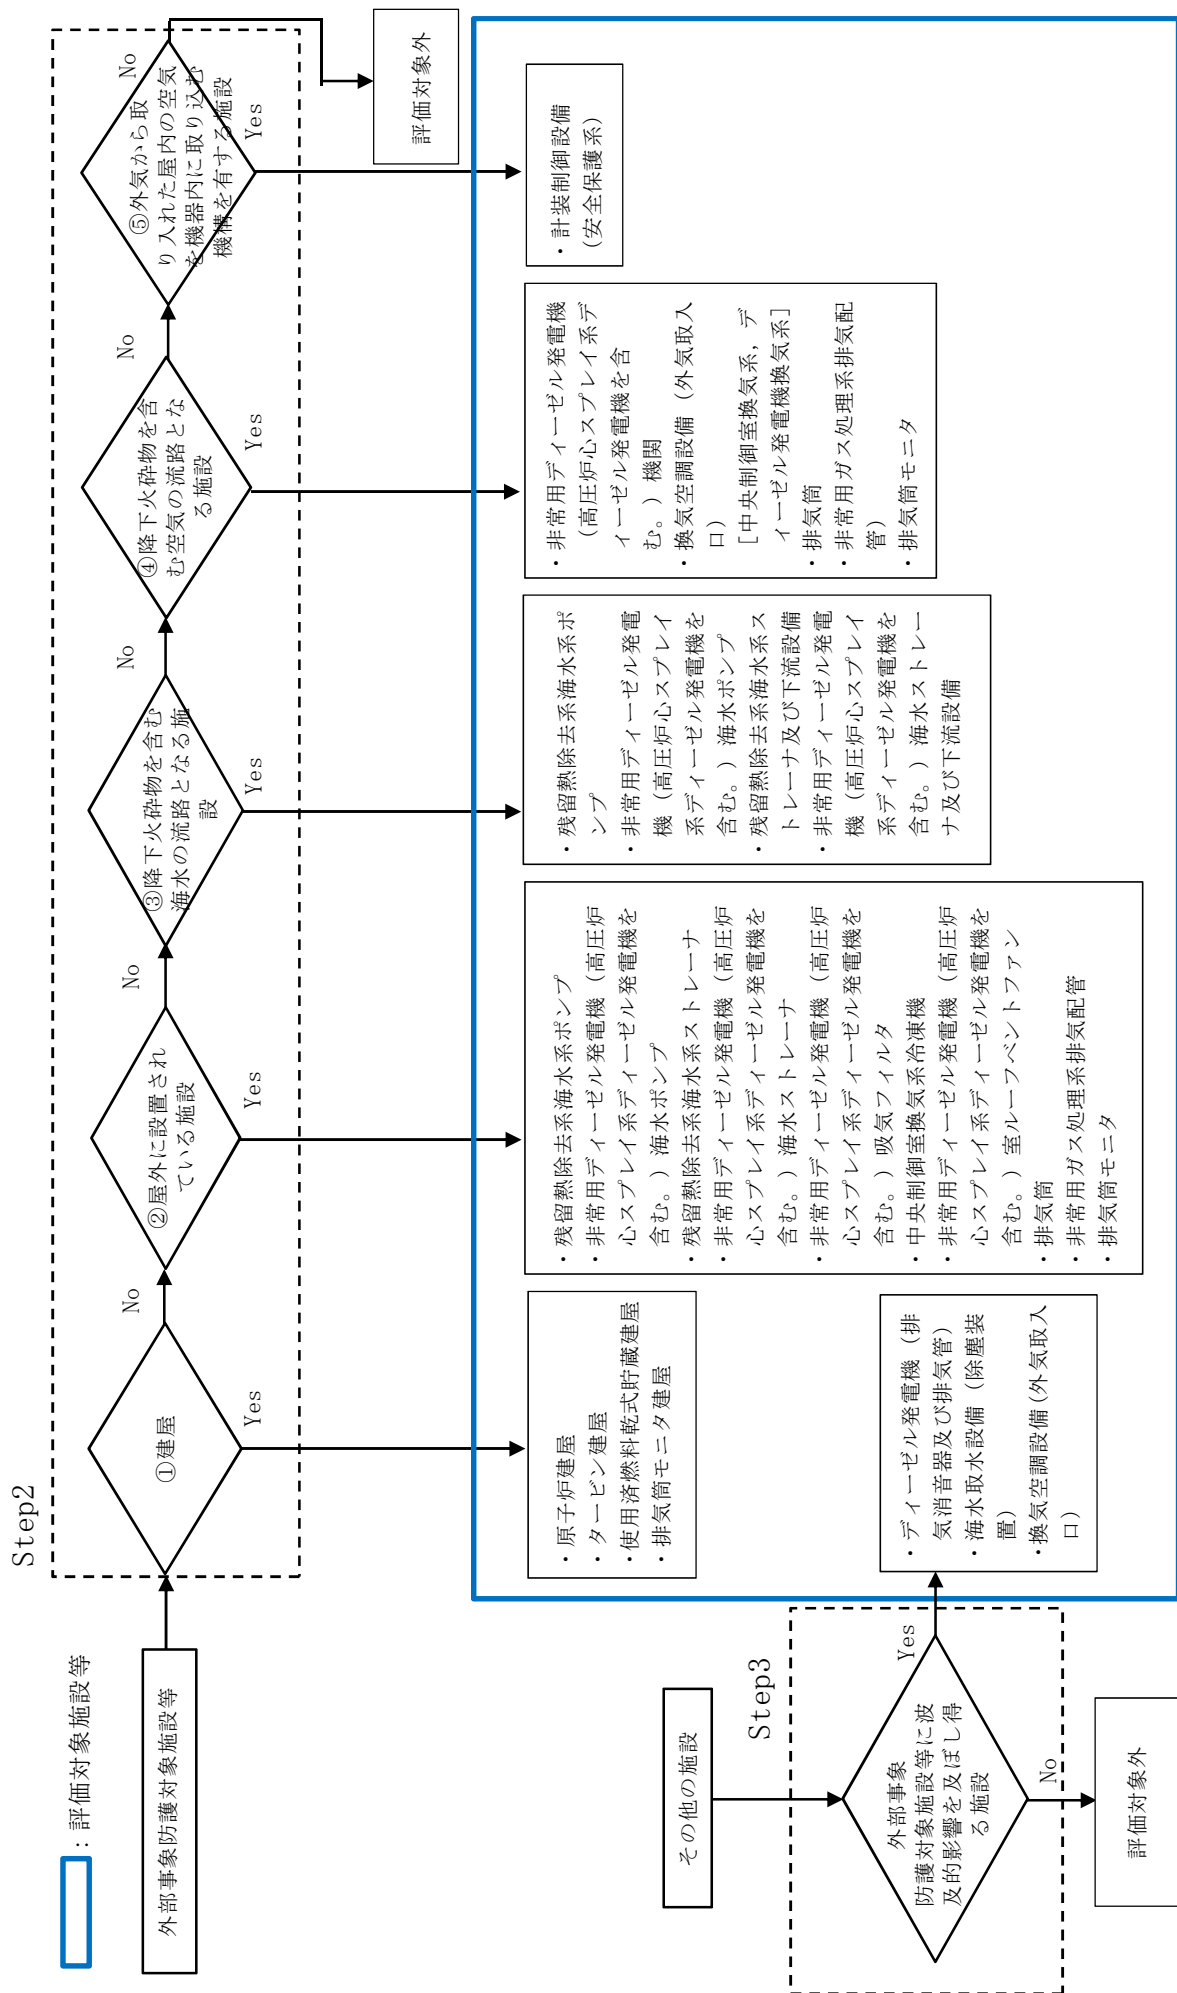 ：評価対象施設等
外部事象防護対象施設等
Step2
①建屋
No
Yes
②屋外に設置され
ている施設
No
Yes
③降下火砕物を含む
海水の流路となる施
設
No
Yes
④降下火砕物を含
む空気の流路とな
る施設
No
Yes
⑤外気から取
り入れた屋内の空気
を機器内に取り込む
機構を有する施設
No
Yes
評価対象外
・原子炉建屋
・タービン建屋
・使用済燃料乾式貯蔵建屋
・排気筒モニタ建屋
・残留熱除去系海水系ポンプ
・非常用ディーゼル発電機（高圧炉
心スプレイ系ディーゼル発電機を
含む。）海水ポンプ
・残留熱除去系海水系ストレーナ
・非常用ディーゼル発電機（高圧炉
心スプレイ系ディーゼル発電機を
含む。）海水ストレーナ
・非常用ディーゼル発電機（高圧炉
心スプレイ系ディーゼル発電機を
含む。）吸気フィルタ
・中央制御室換気系冷凍機
・非常用ディーゼル発電機（高圧炉
心スプレイ系ディーゼル発電機を
含む。）室ルーフベントファン
・排気筒
・非常用ガス処理系排気配管
・排気筒モニタ
・残留熱除去系海水系ポ
ンプ
・非常用ディーゼル発電
機（高圧炉心スプレイ
系ディーゼル発電機を
含む。）海水ポンプ
・残留熱除去系海水系ス
トレーナ及び下流設備
・非常用ディーゼル発電
機（高圧炉心スプレイ
系ディーゼル発電機を
含む。）海水ストレー
ナ及び下流設備
・非常用ディーゼル発電機
（高圧炉心スプレイ系デ
ィーゼル発電機を含
む。）機関
・換気空調設備（外気取入
口）
［中央制御室換気系，デ
ィーゼル発電機換気系］
・排気筒
・非常用ガス処理系排気配
管）
・排気筒モニタ
・計装制御設備
（安全保護系）
その他の施設
Step3
外部事象
防護対象施設等に波
及的影響を及ぼし得
る施設
Yes
No
評価対象外
・ディーゼル発電機（排
気消音器及び排気管）
・海水取水設備（除塵装
置）
・換気空調設備（外気取入
口）